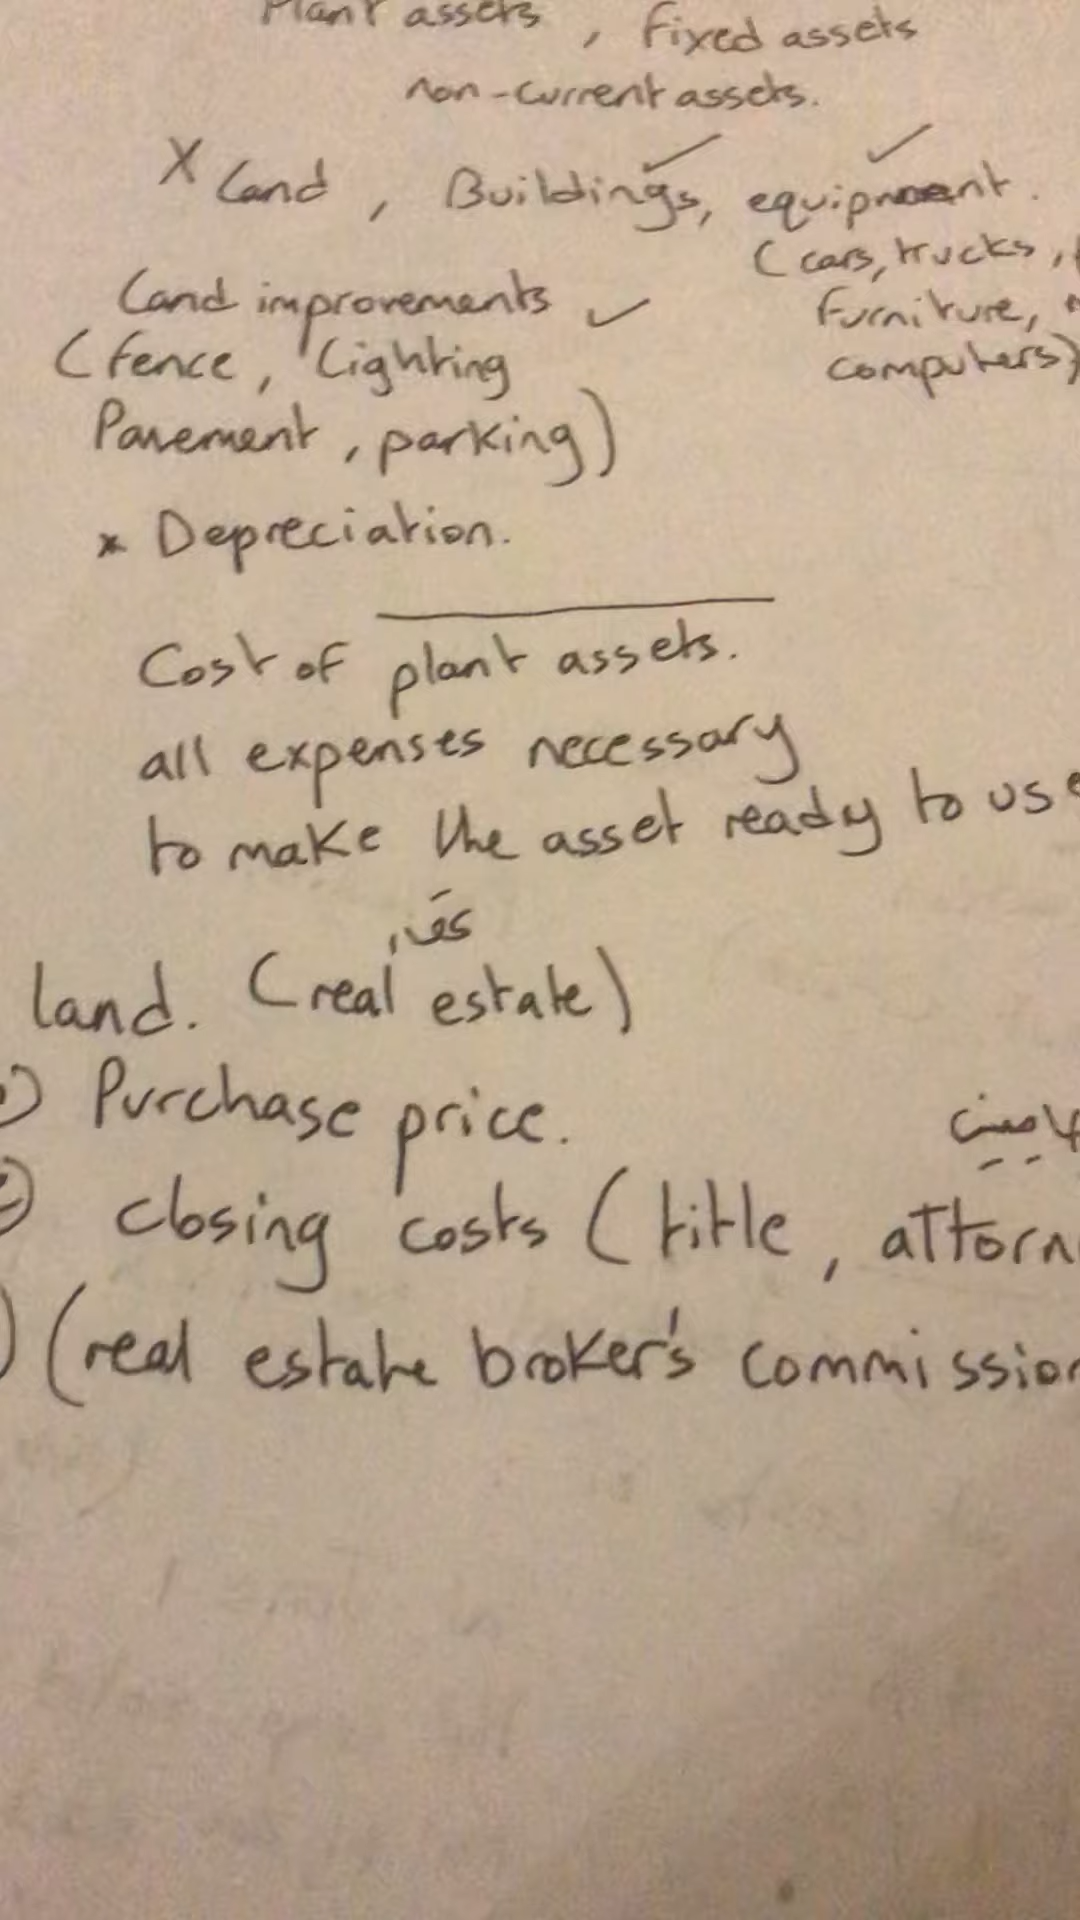 Plant assets, fixed assets
non-current assets.
X Land, Buildings ✓, equipment ✓.
(cars, trucks,
furniture,
computers)
Land improvements ✓
(fence, Lighting
Pavement, parking)
* Depreciation.
Cost of plant assets.
all expenses necessary
to make the asset ready to use
land. (real estate)
Purchase price.
closing costs (title, attorn
(real estate broker's commission